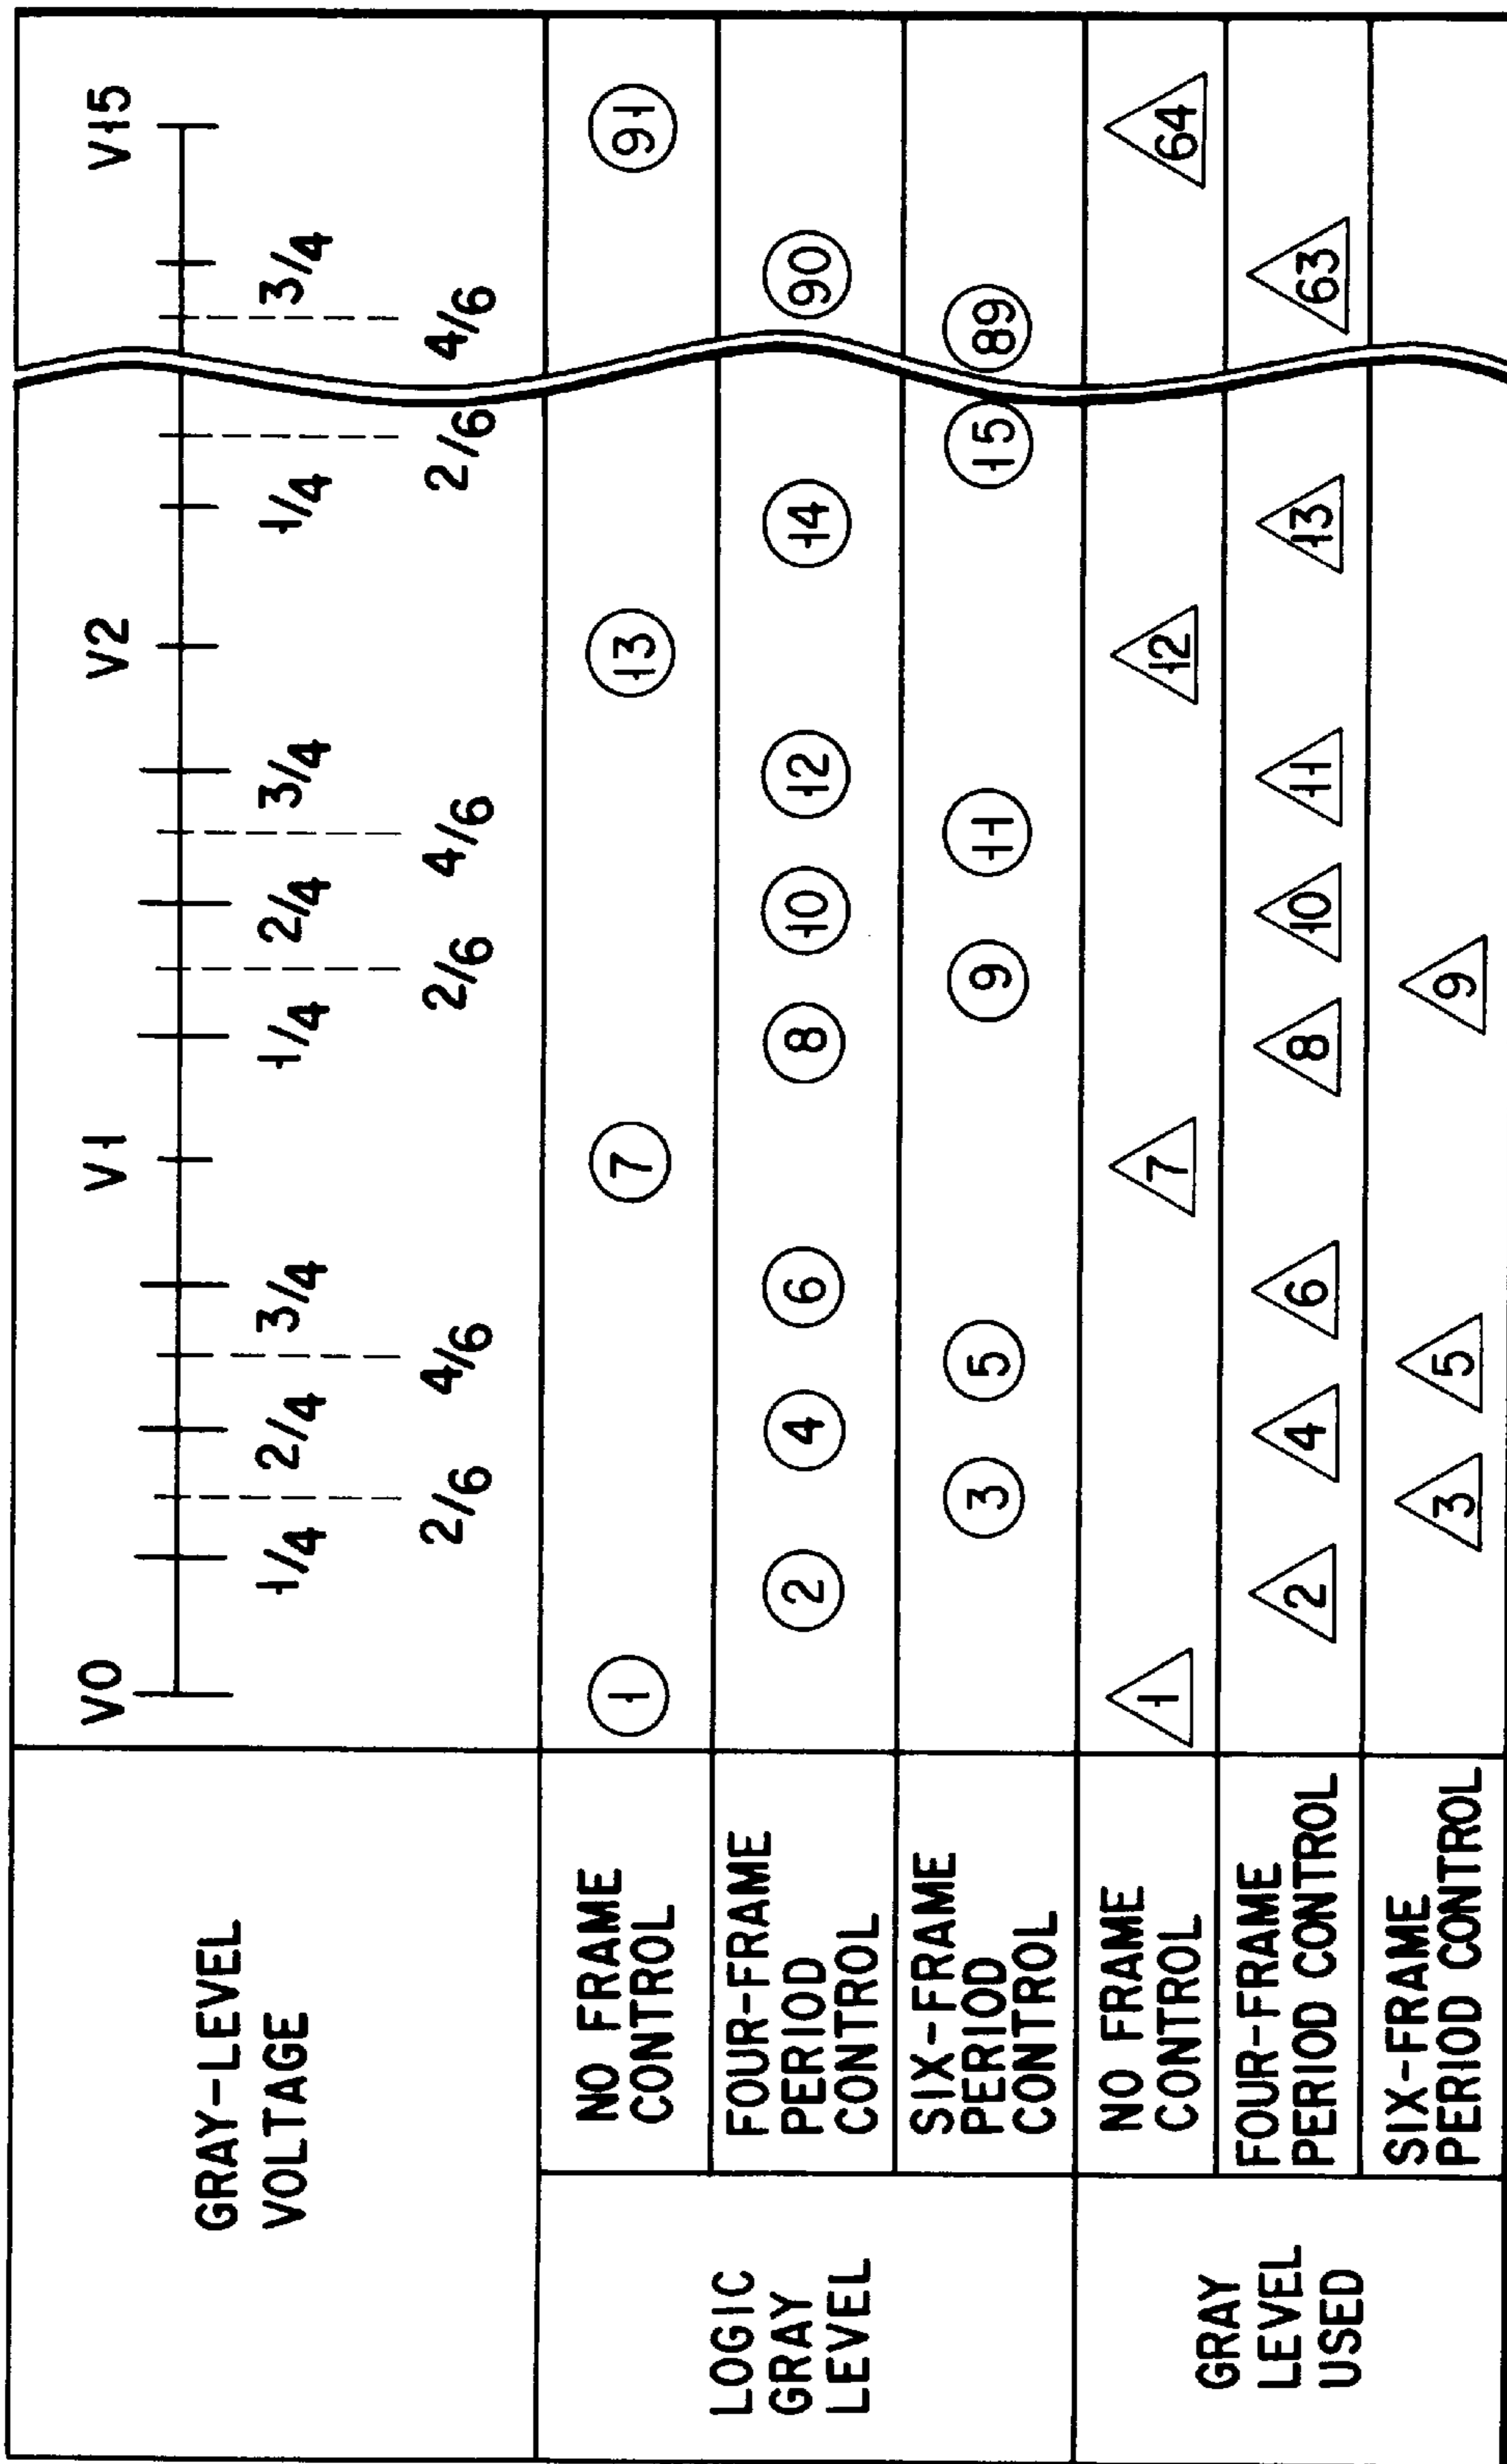 GRAY-LEVEL
VOLTAGE
V0 V1 V2 V15
1/4 2/4 3/4 1/4 2/4 3/4 1/4 3/4
2/6 4/6 2/6 4/6 2/6 4/6
LOGIC
GRAY
LEVEL
NO FRAME
CONTROL
1 7 13 91
FOUR-FRAME
PERIOD
CONTROL
2 4 6 8 10 12 14 90
SIX-FRAME
PERIOD
CONTROL
3 5 9 11 15 89
GRAY
LEVEL
USED
NO FRAME
CONTROL
1 7 12 64
FOUR-FRAME
PERIOD CONTROL
2 4 6 8 10 11 13 63
SIX-FRAME
PERIOD CONTROL
3 5 9